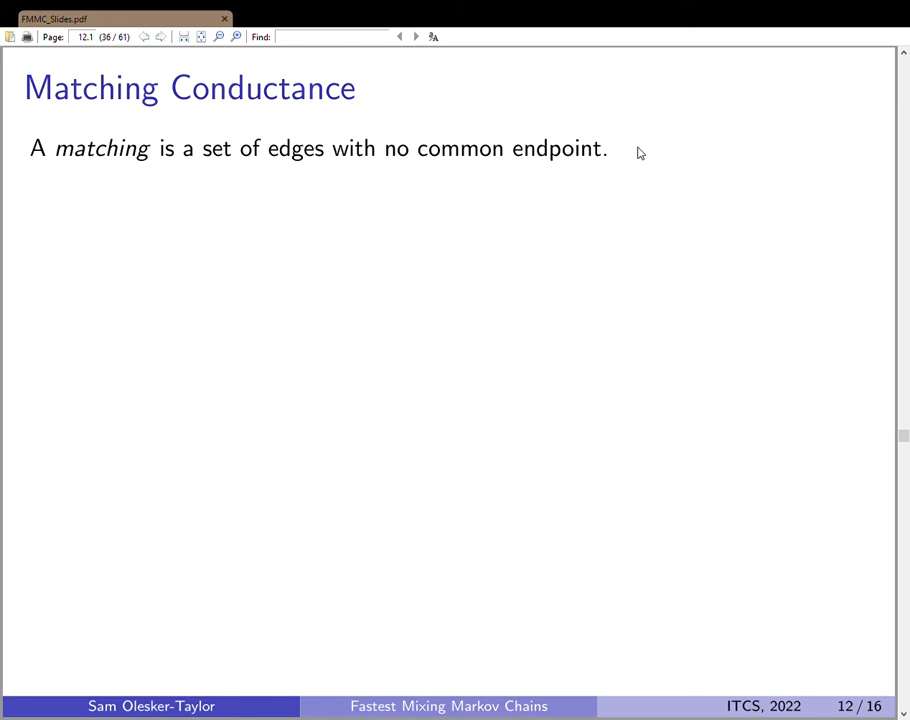 FMMC_Slides.pdf
Page: 12.1 (36 / 61) Find:
Matching Conductance
A matching is a set of edges with no common endpoint.
Sam Olesker-Taylor Fastest Mixing Markov Chains ITCS, 2022 12 / 16